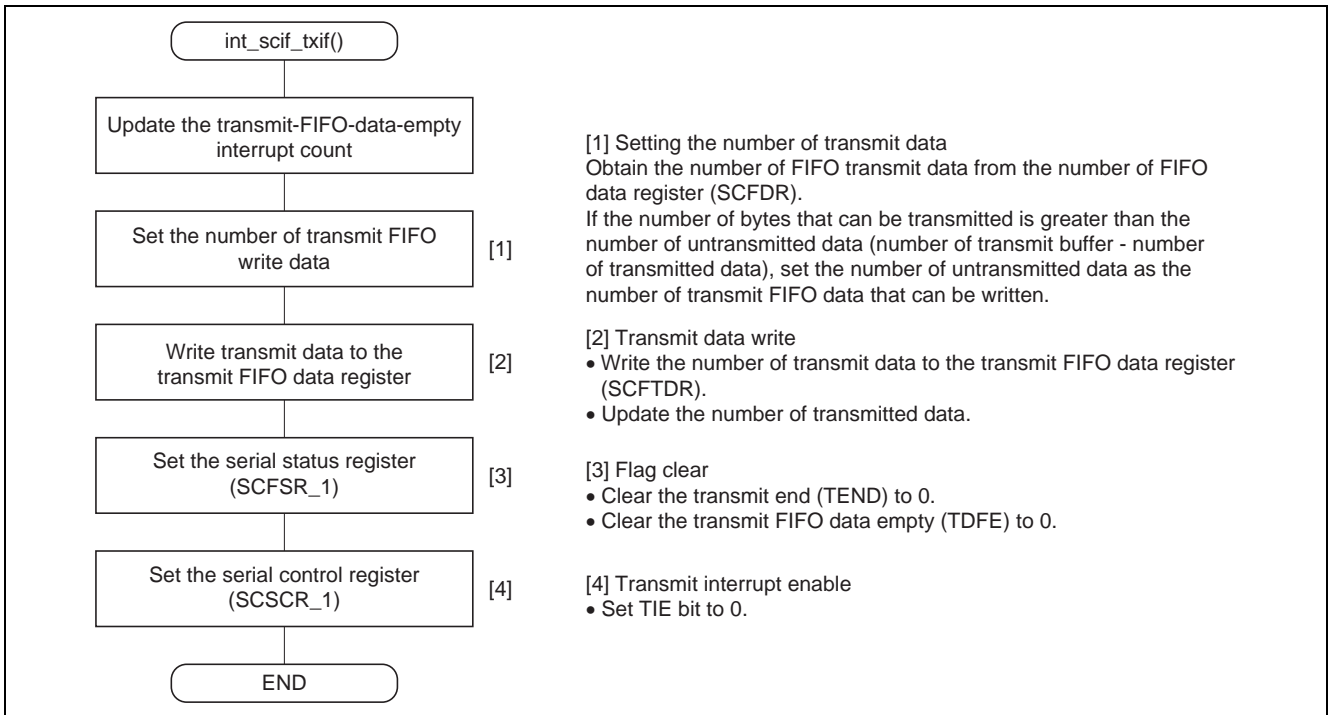 int_scif_txif()
Update the transmit-FIFO-data-empty
interrupt count
Set the number of transmit FIFO
write data
[1]
Write transmit data to the
transmit FIFO data register
[2]
Set the serial status register
(SCFSR_1)
[3]
Set the serial control register
(SCSCR_1)
[4]
END
[1] Setting the number of transmit data
Obtain the number of FIFO transmit data from the number of FIFO
data register (SCFDR).
If the number of bytes that can be transmitted is greater than the
number of untransmitted data (number of transmit buffer - number
of transmitted data), set the number of untransmitted data as the
number of transmit FIFO data that can be written.
[2] Transmit data write
• Write the number of transmit data to the transmit FIFO data register
(SCFTDR).
• Update the number of transmitted data.
[3] Flag clear
• Clear the transmit end (TEND) to 0.
• Clear the transmit FIFO data empty (TDFE) to 0.
[4] Transmit interrupt enable
• Set TIE bit to 0.